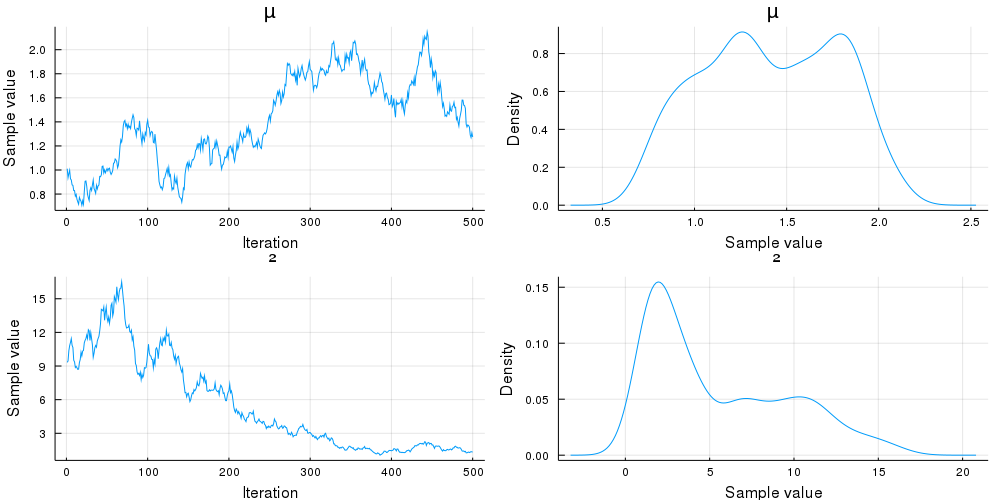 μ
2.0
1.8
1.6
1.4
1.2
1.0
0.8
Sample value
0 100 200 300 400 500
Iteration
μ
0.8
0.6
0.4
0.2
0.0
Density
0.5 1.0 1.5 2.0 2.5
Sample value
²
15
12
9
6
3
Sample value
0 100 200 300 400 500
Iteration
²
0.15
0.10
0.05
0.00
Density
0 5 10 15 20
Sample value